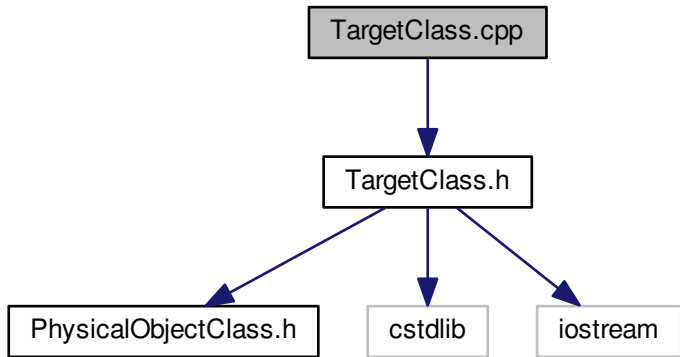 TargetClass.cpp
TargetClass.h
PhysicalObjectClass.h
cstdlib
iostream